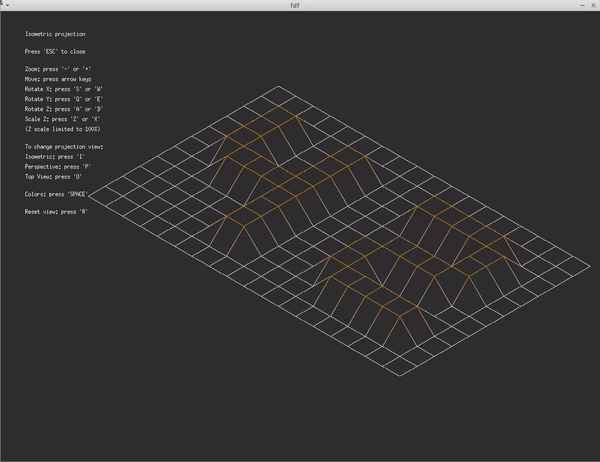 fdf
Isometric projection
Press 'ESC' to close
Zoom: press '-' or '+'
Move: press arrow keys
Rotate X: press 'S' or 'W'
Rotate Y: press 'Q' or 'E'
Rotate Z: press 'A' or 'D'
Scale Z: press 'Z' or 'X'
(Z scale limited to 100%)
To change projection view:
Isometric: press 'I'
Perspective: press 'P'
Top View: press 'O'
Colors: press 'SPACE'
Reset view: press 'R'